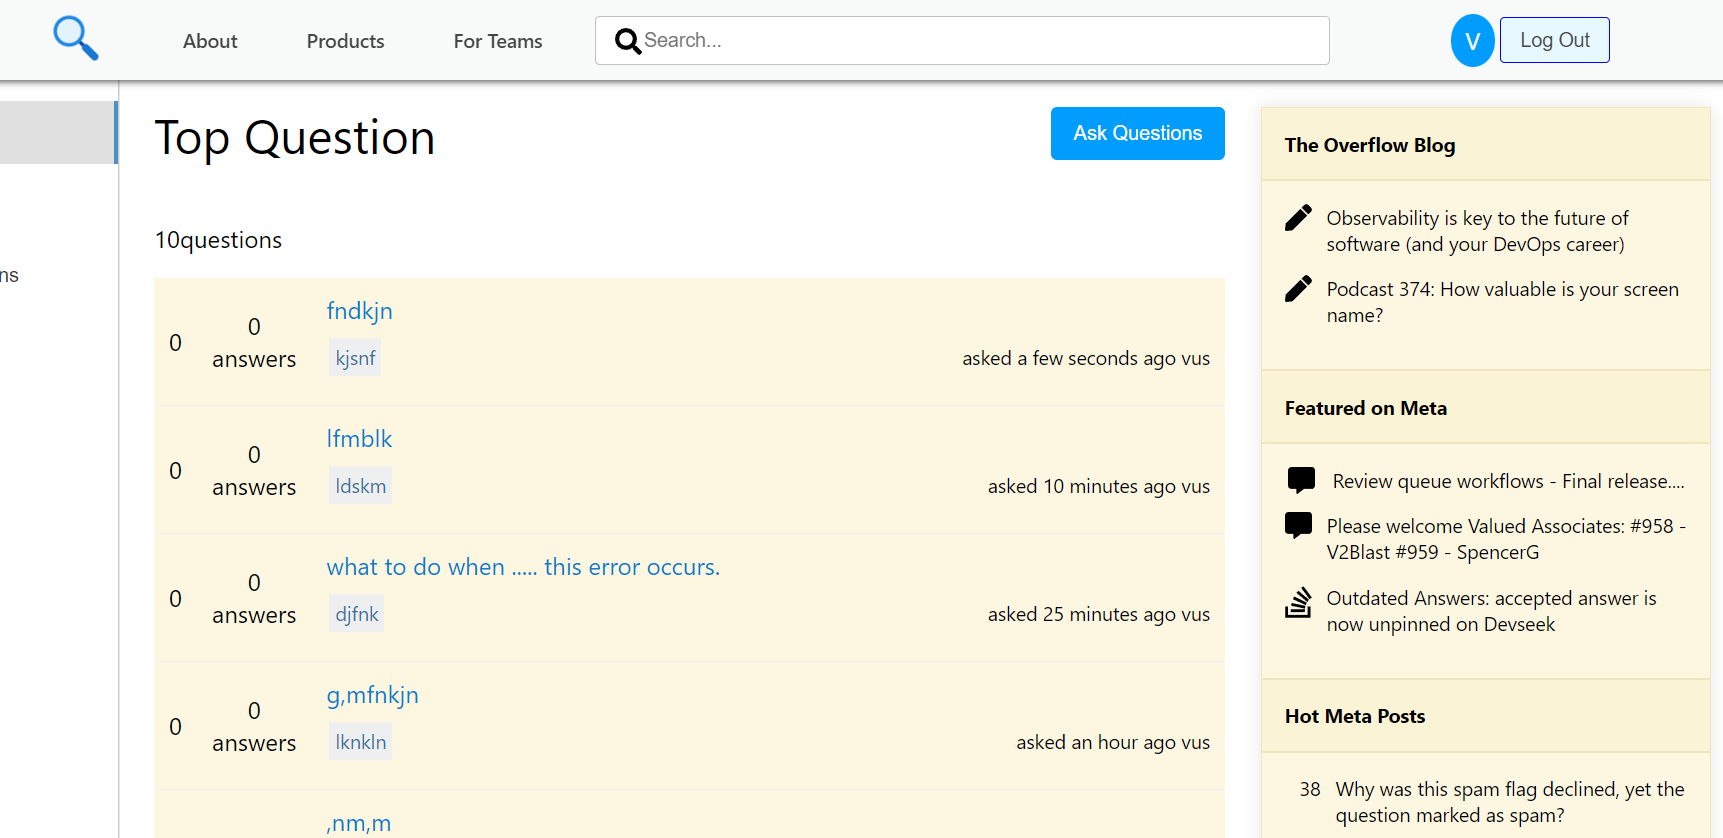 About Products For Teams Search... V Log Out
Top Question
Ask Questions
ns
10questions
0
0
answers
fndkjn
kjsnf
asked a few seconds ago vus
0
0
answers
lfmblk
ldskm
asked 10 minutes ago vus
0
0
answers
what to do when ..... this error occurs.
djfnk
asked 25 minutes ago vus
0
0
answers
g,mfnkjn
lknkln
asked an hour ago vus
,nm,m
The Overflow Blog
Observability is key to the future of
software (and your DevOps career)
Podcast 374: How valuable is your screen
name?
Featured on Meta
Review queue workflows - Final release....
Please welcome Valued Associates: #958 -
V2Blast #959 - SpencerG
Outdated Answers: accepted answer is
now unpinned on Devseek
Hot Meta Posts
38 Why was this spam flag declined, yet the
question marked as spam?